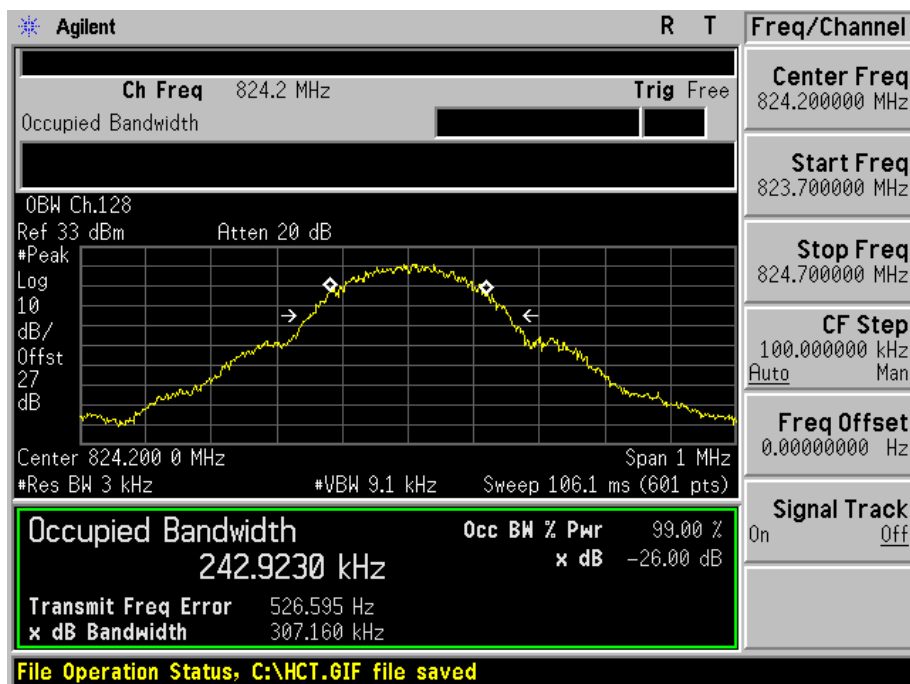 Agilent R T
Ch Freq 824.2 MHz Trig Free
Occupied Bandwidth
OBW Ch.128
Ref 33 dBm Atten 20 dB
#Peak
Log
10
dB/
Offst
27
dB
Center 824.200 0 MHz Span 1 MHz
#Res BW 3 kHz #VBW 9.1 kHz Sweep 106.1 ms (601 pts)
Occupied Bandwidth
242.9230 kHz
Occ BW % Pwr 99.00 %
x dB -26.00 dB
Transmit Freq Error 526.595 Hz
x dB Bandwidth 307.160 kHz
File Operation Status, C:\HCT.GIF file saved
Freq/Channel
Center Freq
824.200000 MHz
Start Freq
823.700000 MHz
Stop Freq
824.700000 MHz
CF Step
100.000000 kHz
Auto Man
Freq Offset
0.00000000 Hz
Signal Track
On Off